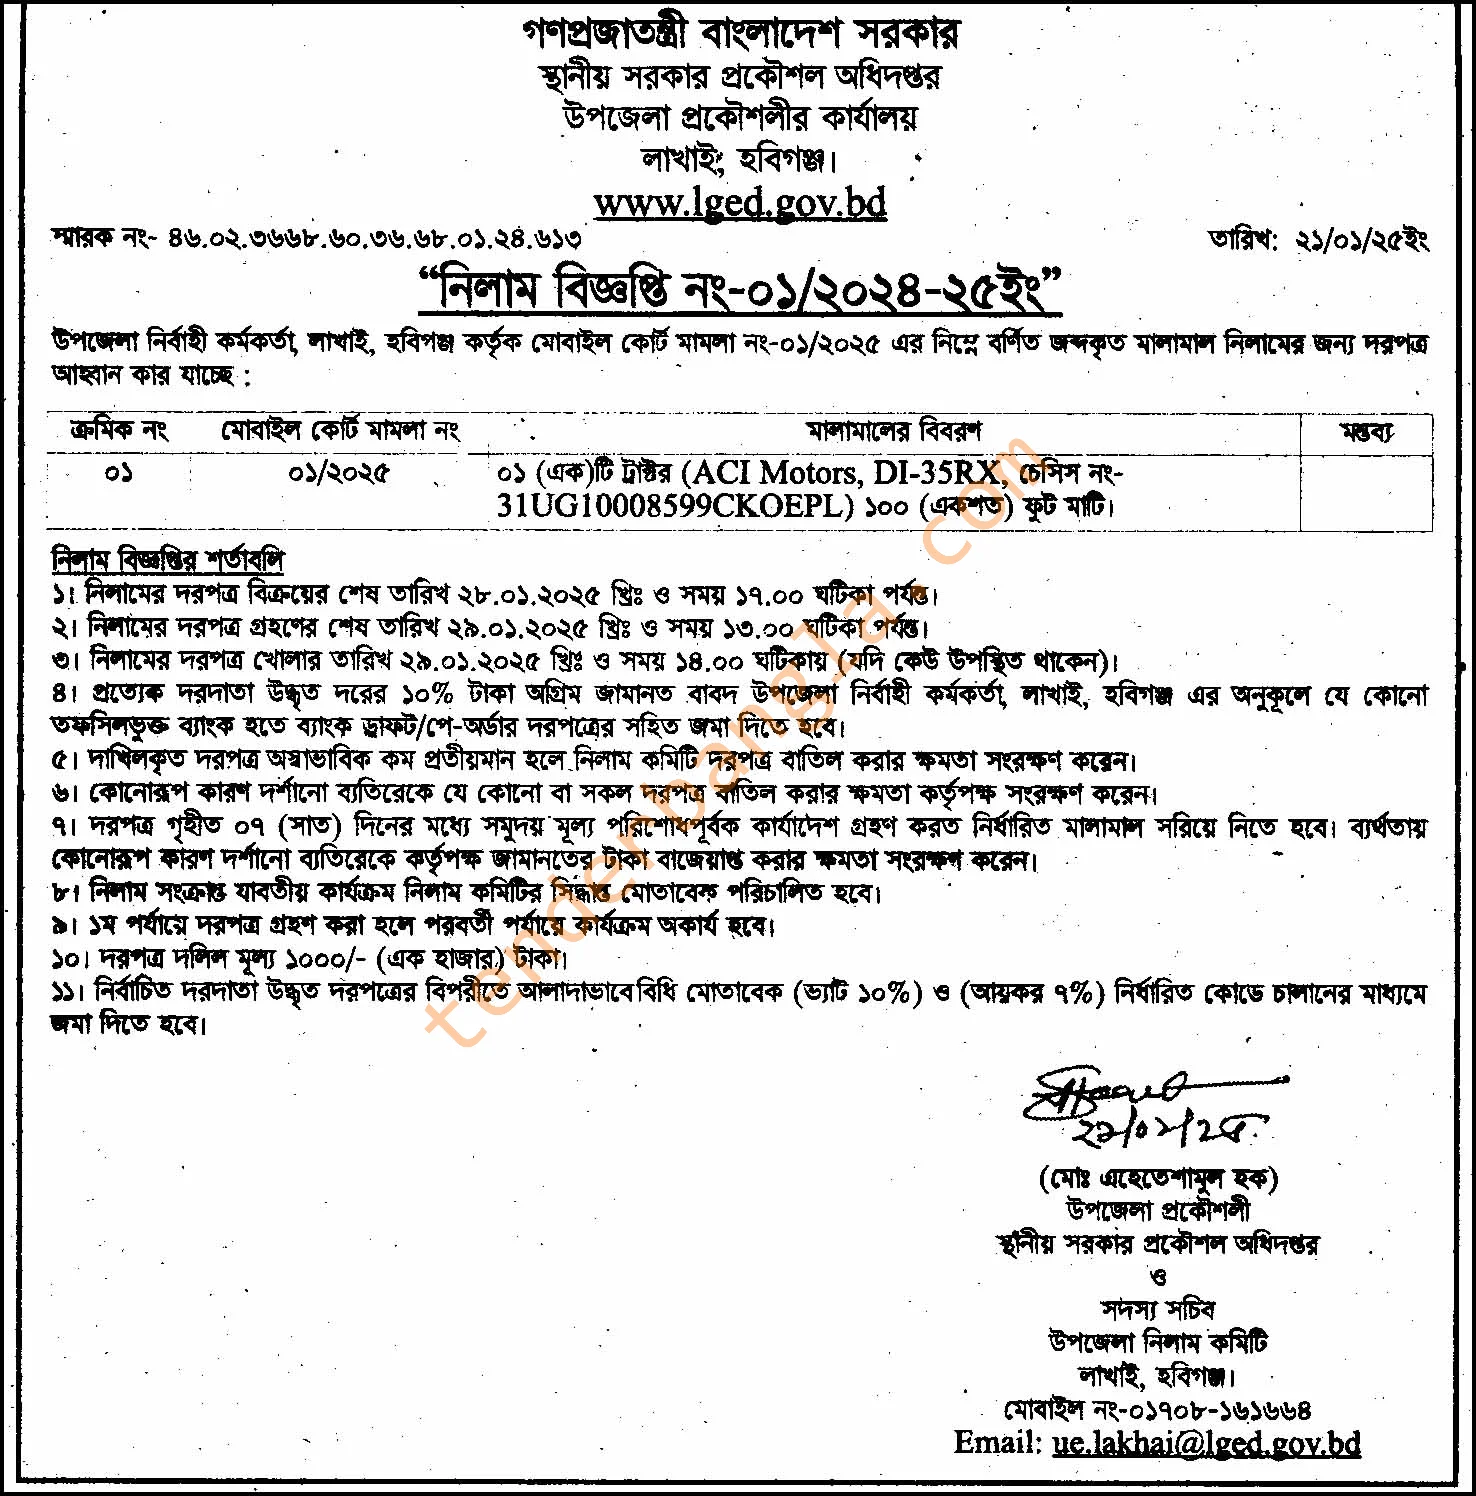 গণপ্রজাতন্ত্রী বাংলাদেশ সরকার
স্থানীয় সরকার প্রকৌশল অধিদপ্তর
উপজেলা প্রকৌশলীর কার্যালয়
লাখাই, হবিগঞ্জ।
www.lged.gov.bd
স্মারক নং- ৪৬.০২.৩৬৬৮.৬০.৩৬.৬৮.০১.২৪.৬১৩ তারিখ: ২১/০১/২৫ইং
“নিলাম বিজ্ঞপ্তি নং-০১/২০২৪-২৫ইং”
উপজেলা নির্বাহী কর্মকর্তা, লাখাই, হবিগঞ্জ কর্তৃক মোবাইল কোর্ট মামলা নং-০১/২০২৫ এর নিম্নে বর্ণিত জব্দকৃত মালামাল নিলামের জন্য দরপত্র
আহ্বান কার যাচ্ছে :
ক্রমিক নং মোবাইল কোর্ট মামলা নং মালামালের বিবরণ মন্তব্য
০১ ০১/২০২৫ ০১ (এক)টি ট্রাক্টর (ACI Motors, DI-35RX, চেসিস নং-
31UG10008599CKOEPL) ১০০ (একশত) ফুট মাটি।
নিলাম বিজ্ঞপ্তির শর্তাবলি
১। নিলামের দরপত্র বিক্রয়ের শেষ তারিখ ২৮.০১.২০২৫ খ্রিঃ ও সময় ১৭.০০ ঘটিকা পর্যন্ত।
২। নিলামের দরপত্র গ্রহণের শেষ তারিখ ২৯.০১.২০২৫ খ্রিঃ ও সময় ১৩.০০ ঘটিকা পর্যন্ত।
৩। নিলামের দরপত্র খোলার তারিখ ২৯.০১.২০২৫ খ্রিঃ ও সময় ১৪.০০ ঘটিকায় (যদি কেউ উপস্থিত থাকেন)।
৪। প্রত্যেক দরদাতা উদ্ধৃত দরের ১০% টাকা অগ্রিম জামানত বাবদ উপজেলা নির্বাহী কর্মকর্তা, লাখাই, হবিগঞ্জ এর অনুকূলে যে কোনো
তফসিলভুক্ত ব্যাংক হতে ব্যাংক ড্রাফট/পে-অর্ডার দরপত্রের সহিত জমা দিতে হবে।
৫। দাখিলকৃত দরপত্র অস্বাভাবিক কম প্রতীয়মান হলে নিলাম কমিটি দরপত্র বাতিল করার ক্ষমতা সংরক্ষণ করেন।
৬। কোনোরূপ কারণ দর্শানো ব্যতিরেকে যে কোনো বা সকল দরপত্র বাতিল করার ক্ষমতা কর্তৃপক্ষ সংরক্ষণ করেন।
৭। দরপত্র গৃহীত ০৭ (সাত) দিনের মধ্যে সমুদয় মূল্য পরিশোধপূর্বক কার্যাদেশ গ্রহণ করত নির্ধারিত মালামাল সরিয়ে নিতে হবে। ব্যর্থতায়
কোনোরূপ কারণ দর্শানো ব্যতিরেকে কর্তৃপক্ষ জামানতের টাকা বাজেয়াপ্ত করার ক্ষমতা সংরক্ষণ করেন।
৮। নিলাম সংক্রান্ত যাবতীয় কার্যক্রম নিলাম কমিটির সিদ্ধান্ত মোতাবেক পরিচালিত হবে।
৯। ১ম পর্যায়ে দরপত্র গ্রহণ করা হলে পরবর্তী পর্যায়ে কার্যক্রম অকার্য হবে।
১০। দরপত্র দলিল মূল্য ১০০০/- (এক হাজার) টাকা।
১১। নির্বাচিত দরদাতা উদ্ধৃত দরপত্রের বিপরীতে আলাদাভাবে বিধি মোতাবেক (ভ্যাট ১০%) ও (আয়কর ৭%) নির্ধারিত কোডে চালানের মাধ্যমে
জমা দিতে হবে।
২১/০১/২৫
(মোঃ এহেতেশামুল হক)
উপজেলা প্রকৌশলী
স্থানীয় সরকার প্রকৌশল অধিদপ্তর
ও
সদস্য সচিব
উপজেলা নিলাম কমিটি
লাখাই, হবিগঞ্জ।
মোবাইল নং-০১৭০৮-১৬১৬৬৪
Email: ue.lakhai@lged.gov.bd
tenderbangla.com